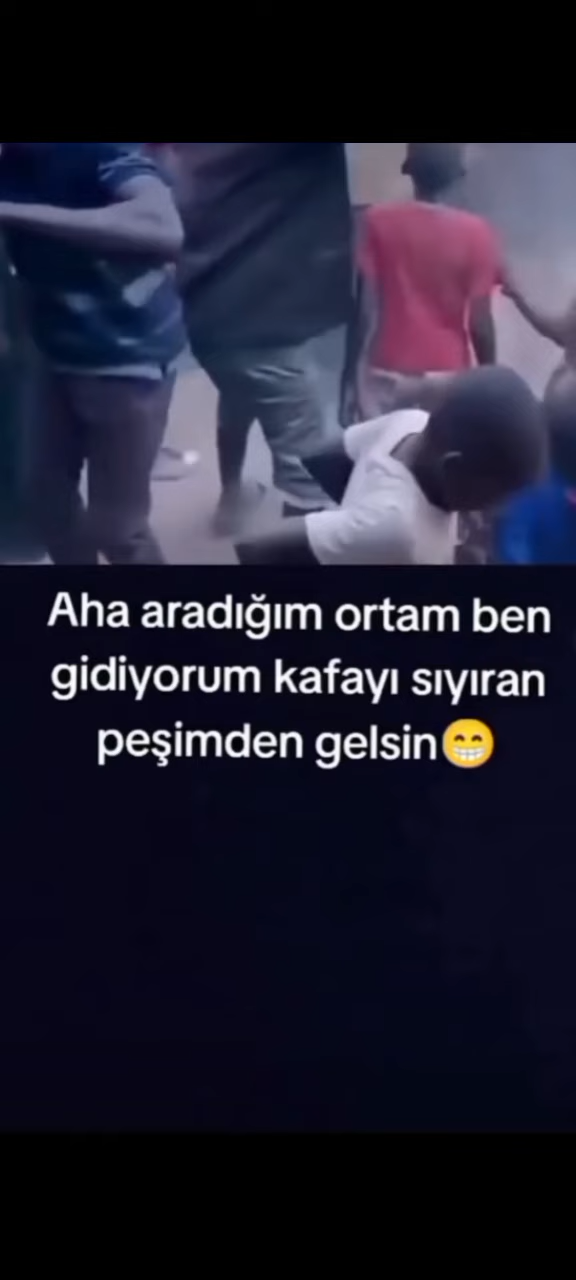 Aha aradığım ortam ben
gidiyorum kafayı sıyıran
peşimden gelsin😁